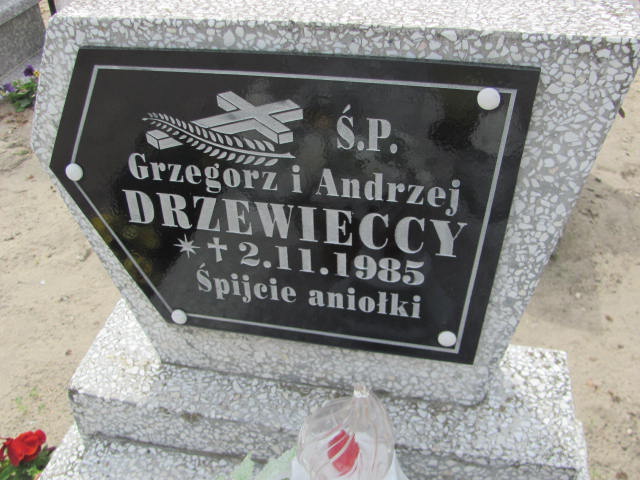 Ś.P.
Grzegorz i Andrzej
DRZEWIECCY
* † 2.11.1985
Śpijcie aniołki